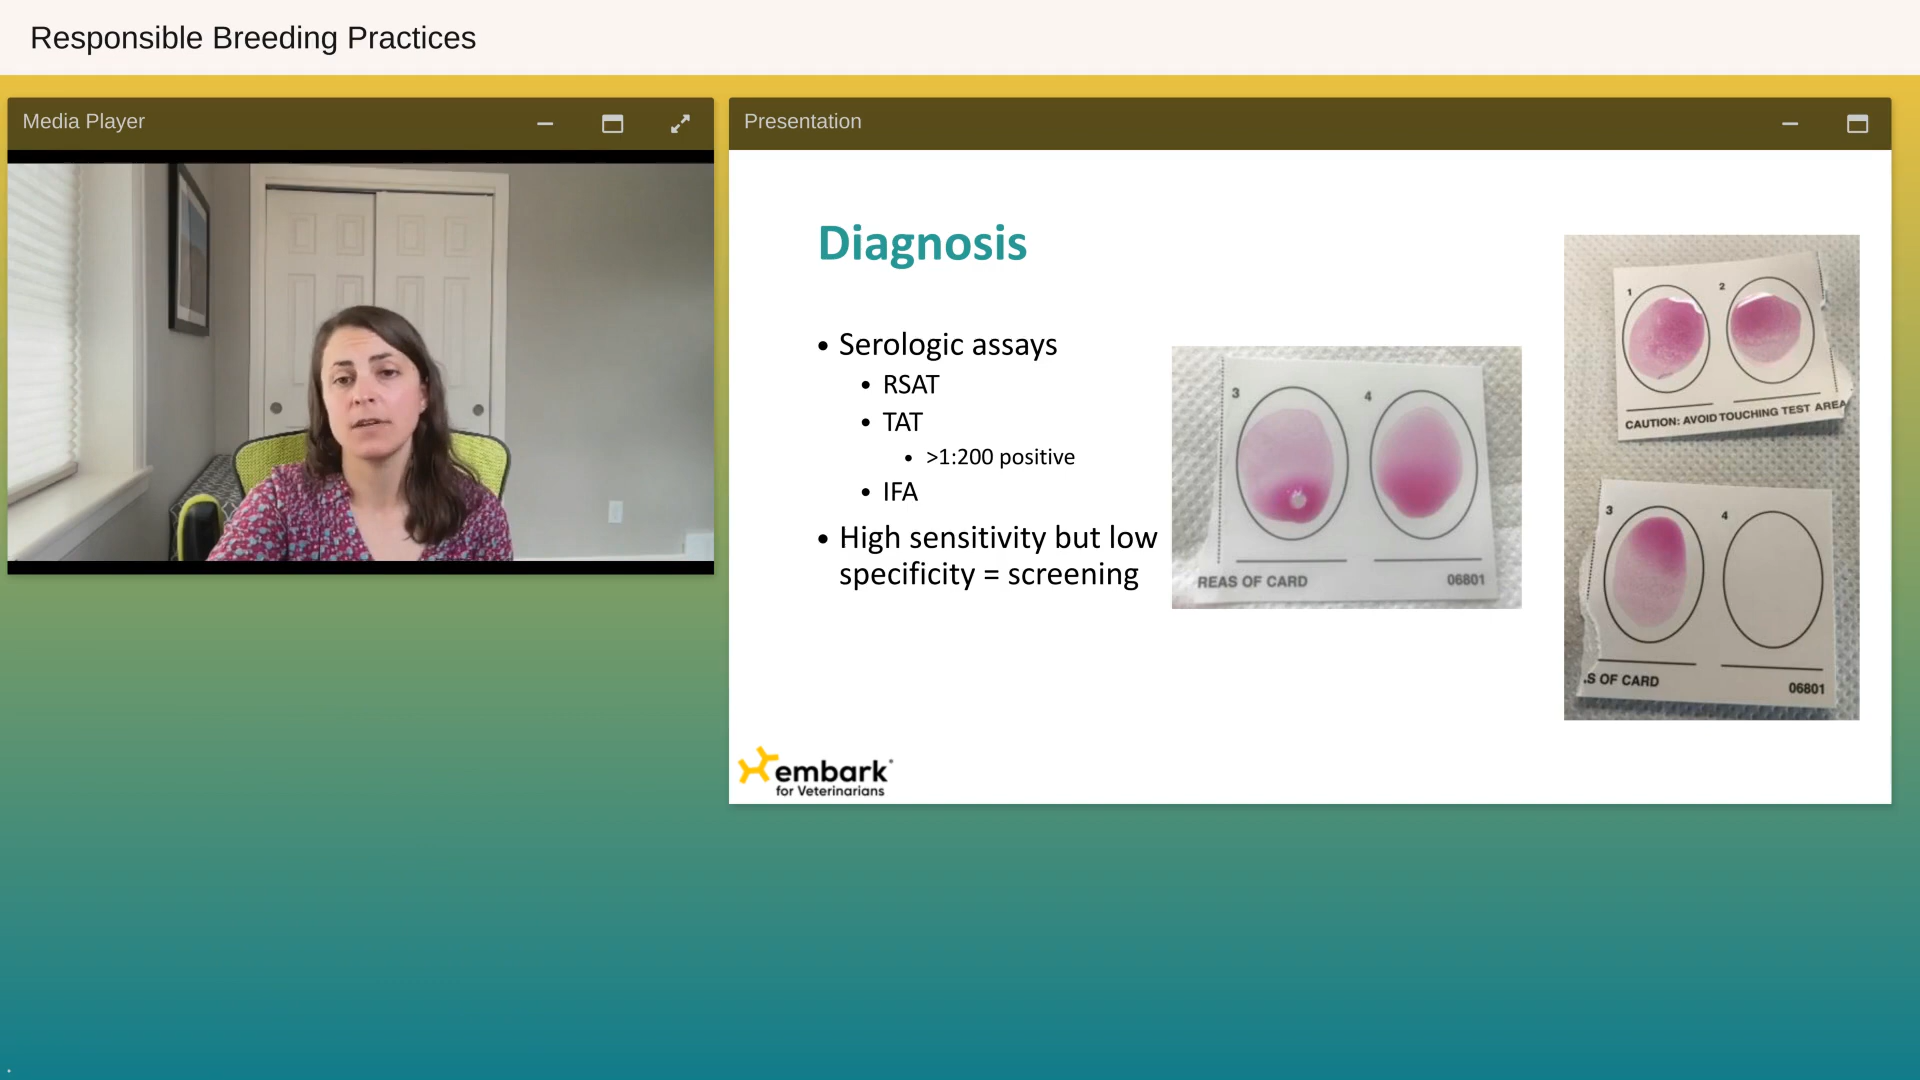 Responsible Breeding Practices
Media Player
Presentation
Diagnosis
• Serologic assays
• RSAT
• TAT
• >1:200 positive
• IFA
• High sensitivity but low
specificity = screening
3
4
REAS OF CARD
06801
1
2
CAUTION: AVOID TOUCHING TEST AREA
3
4
S OF CARD
06801
embark
for Veterinarians